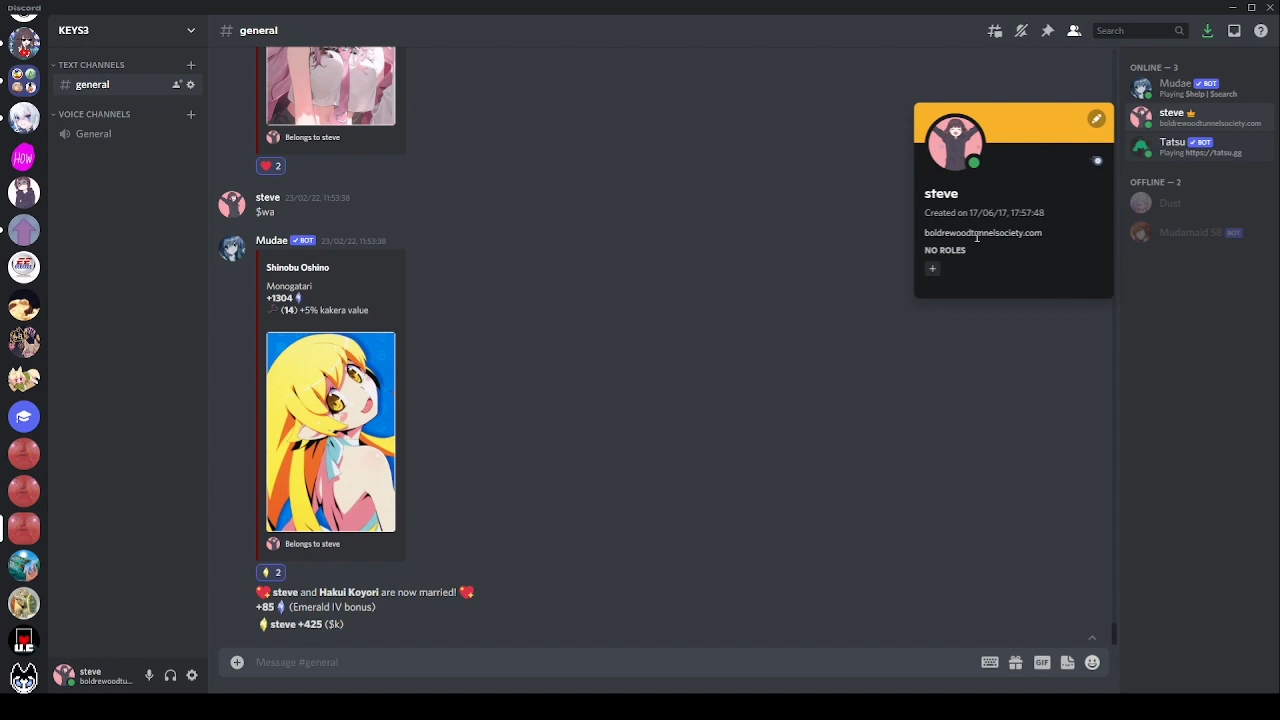 Discord
KEYS3
TEXT CHANNELS
general
VOICE CHANNELS
General
HOW
U.C
steve
boldrewoodtu...
general
Search
Belongs to steve
2
steve 23/02/22, 11:53:38
$wa
Mudae BOT 23/02/22, 11:53:38
Shinobu Oshino
Monogatari
+1304
(14) +5% kakera value
Belongs to steve
2
steve and Hakui Koyori are now married!
+85 (Emerald IV bonus)
steve +425 ($k)
Message #general
GIF
steve
Created on 17/06/17, 17:57:48
boldrewoodtunnelsociety.com
NO ROLES
ONLINE — 3
Mudae BOT
Playing $help | $search
steve
boldrewoodtunnelsociety.com
Tatsu BOT
Playing https://tatsu.gg
OFFLINE — 2
Dust
Mudamaid 58 BOT